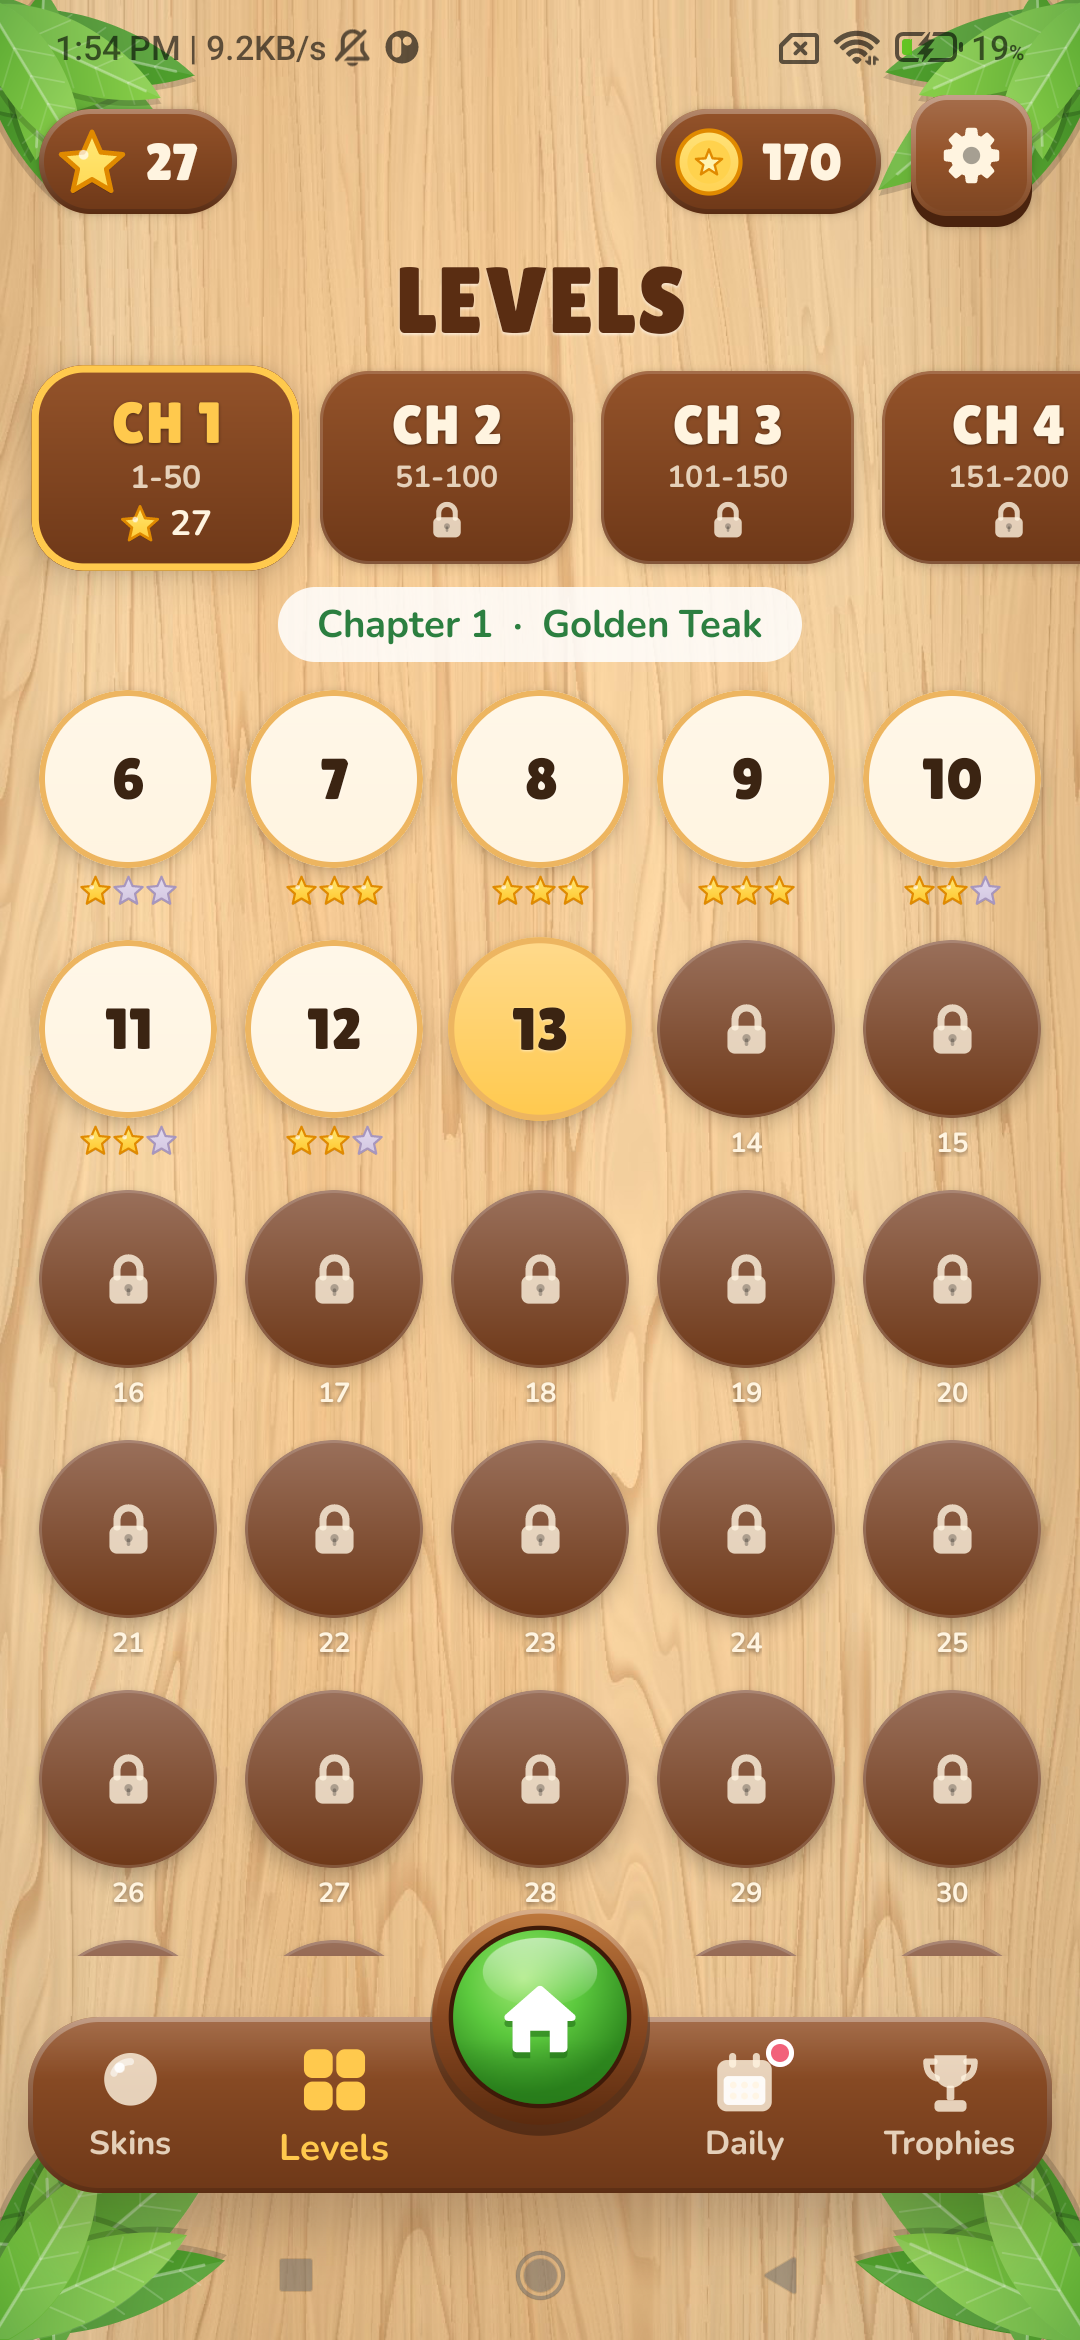 1:54 PM | 9.2KB/s 19%
27 170
LEVELS
CH 1 CH 2 CH 3 CH 4
1-50 51-100 101-150 151-200
27
Chapter 1 · Golden Teak
6 7 8 9 10
11 12 13
14 15
16 17 18 19 20
21 22 23 24 25
26 27 28 29 30
Skins Levels Daily Trophies